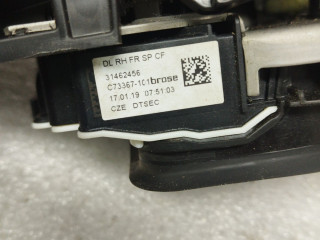 DL RH FR SP CF
31462456
C73367-101 brose
17.01.19 07:51:03
CZE DTSEC